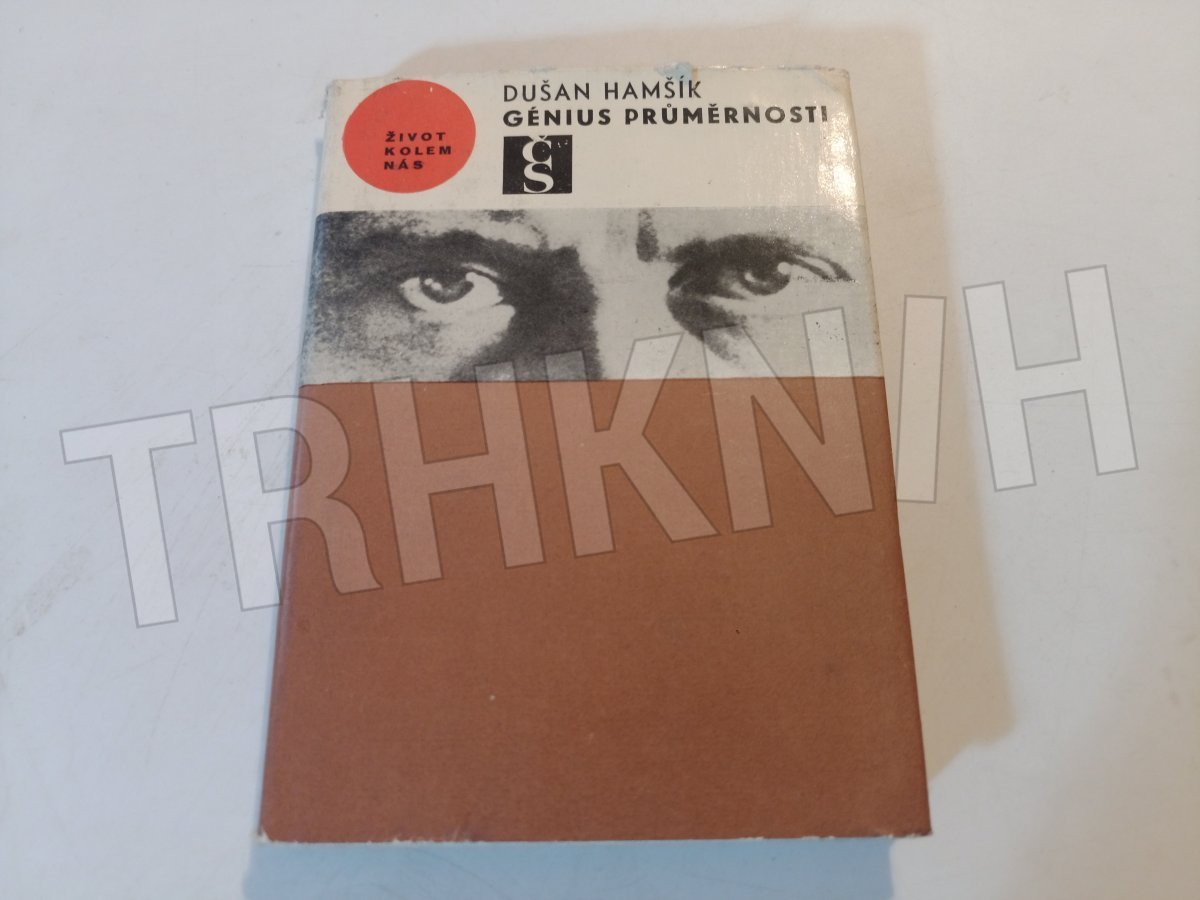 DUŠAN HAMŠÍK
GÉNIUS PRŮMĚRNOSTI
ŽIVOT
KOLEM
NÁS
ČS
TRHKNIH